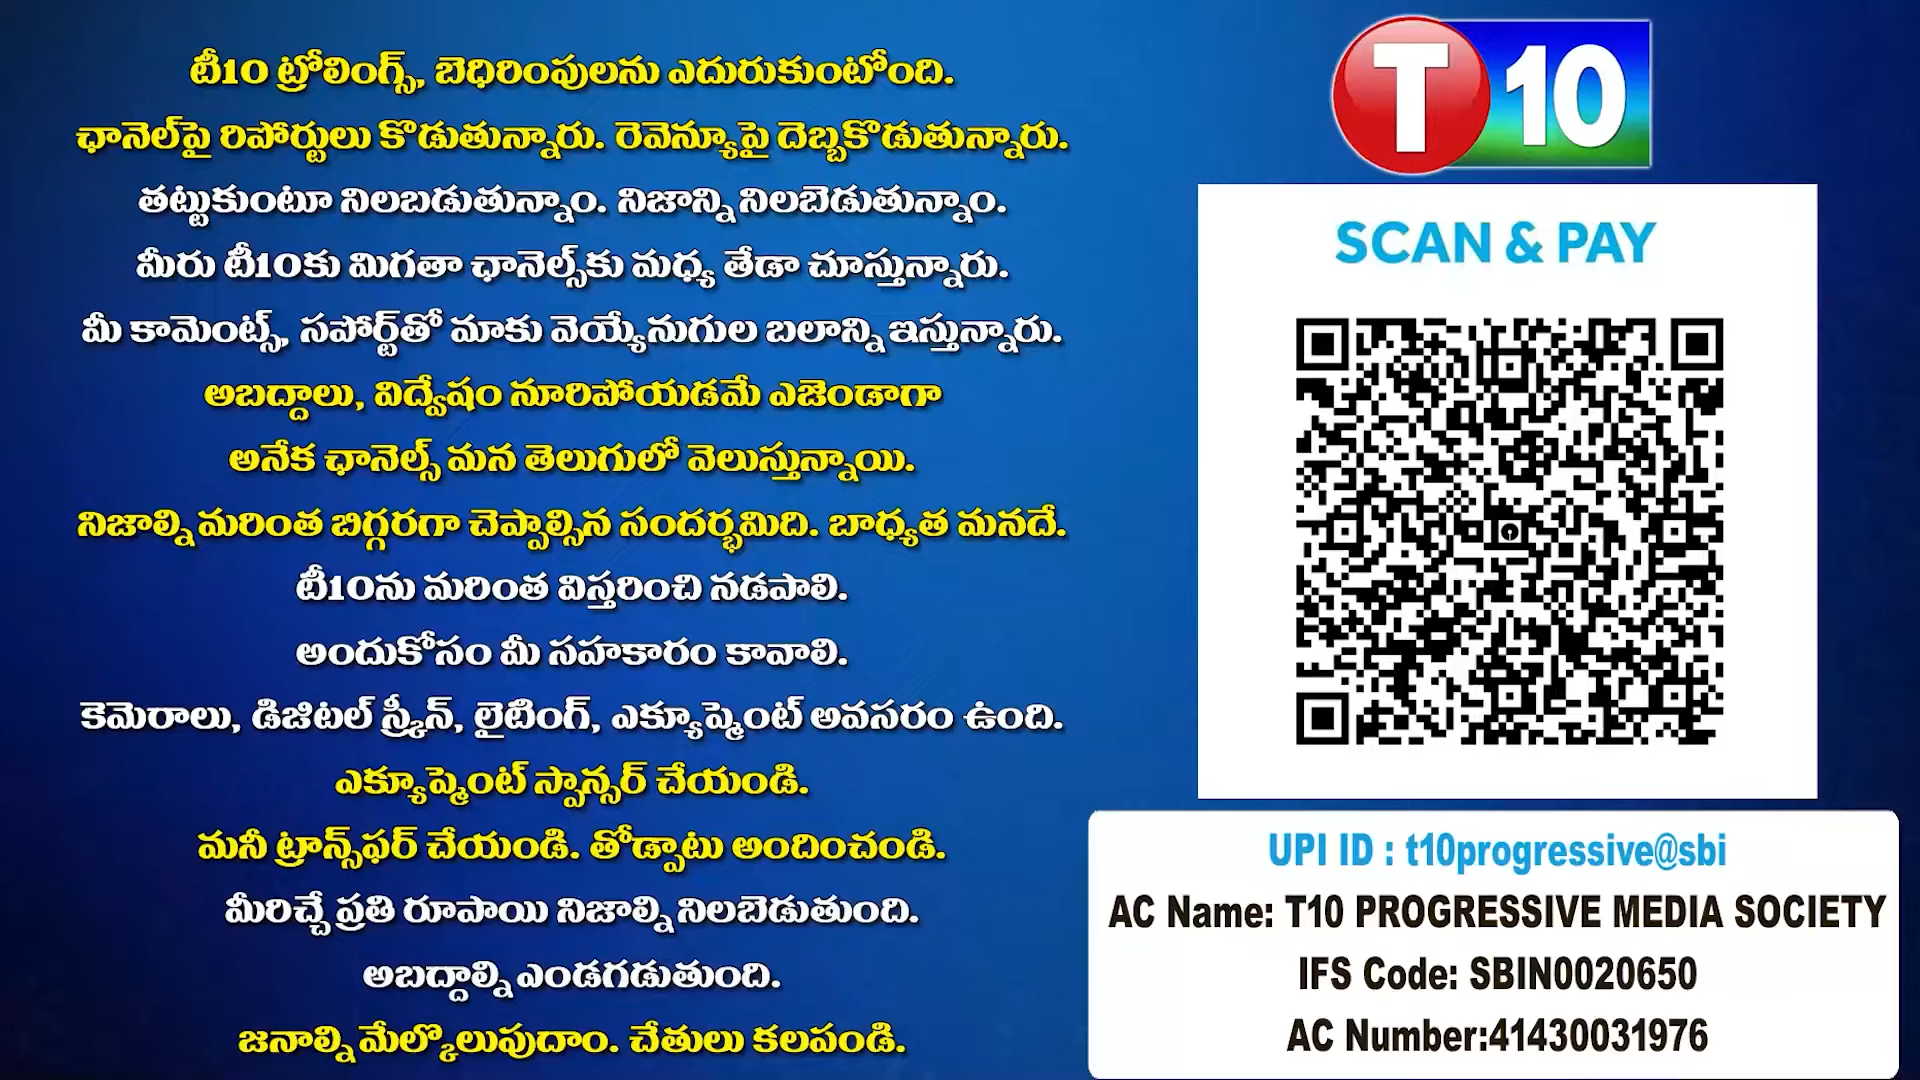 టీ10 ట్రోలింగ్స్, బెధిరింపులను ఎదురుకుంటోంది.
ఛానెల్‌పై రిపోర్టులు కొడుతున్నారు. రెవెన్యూపై దెబ్బకొడుతున్నారు.
తట్టుకుంటూ నిలబడుతున్నాం. నిజాన్ని నిలబెడుతున్నాం.
మీరు టీ10కు మిగతా ఛానెల్స్‌కు మధ్య తేడా చూస్తున్నారు.
మీ కామెంట్స్, సపోర్ట్‌తో మాకు వెయ్యేనుగుల బలాన్ని ఇస్తున్నారు.
అబద్దాలు, విద్వేషం నూరిపోయడమే ఎజెండాగా
అనేక ఛానెల్స్ మన తెలుగులో వెలుస్తున్నాయి.
నిజాల్ని మరింత బిగ్గరగా చెప్పాల్సిన సందర్భమిది. బాధ్యత మనదే.
టీ10ను మరింత విస్తరించి నడపాలి.
అందుకోసం మీ సహకారం కావాలి.
కెమెరాలు, డిజిటల్ స్క్రీన్, లైటింగ్, ఎక్యూప్మెంట్ అవసరం ఉంది.
ఎక్యూప్మెంట్ స్పాన్సర్ చేయండి.
మనీ ట్రాన్స్‌ఫర్ చేయండి. తోడ్పాటు అందించండి.
మీరిచ్చే ప్రతి రూపాయి నిజాల్ని నిలబెడుతుంది.
అబద్దాల్ని ఎండగడుతుంది.
జనాల్ని మేల్కొలుపుదాం. చేతులు కలపండి.
T 10
SCAN & PAY
UPI ID : t10progressive@sbi
AC Name: T10 PROGRESSIVE MEDIA SOCIETY
IFS Code: SBIN0020650
AC Number:41430031976